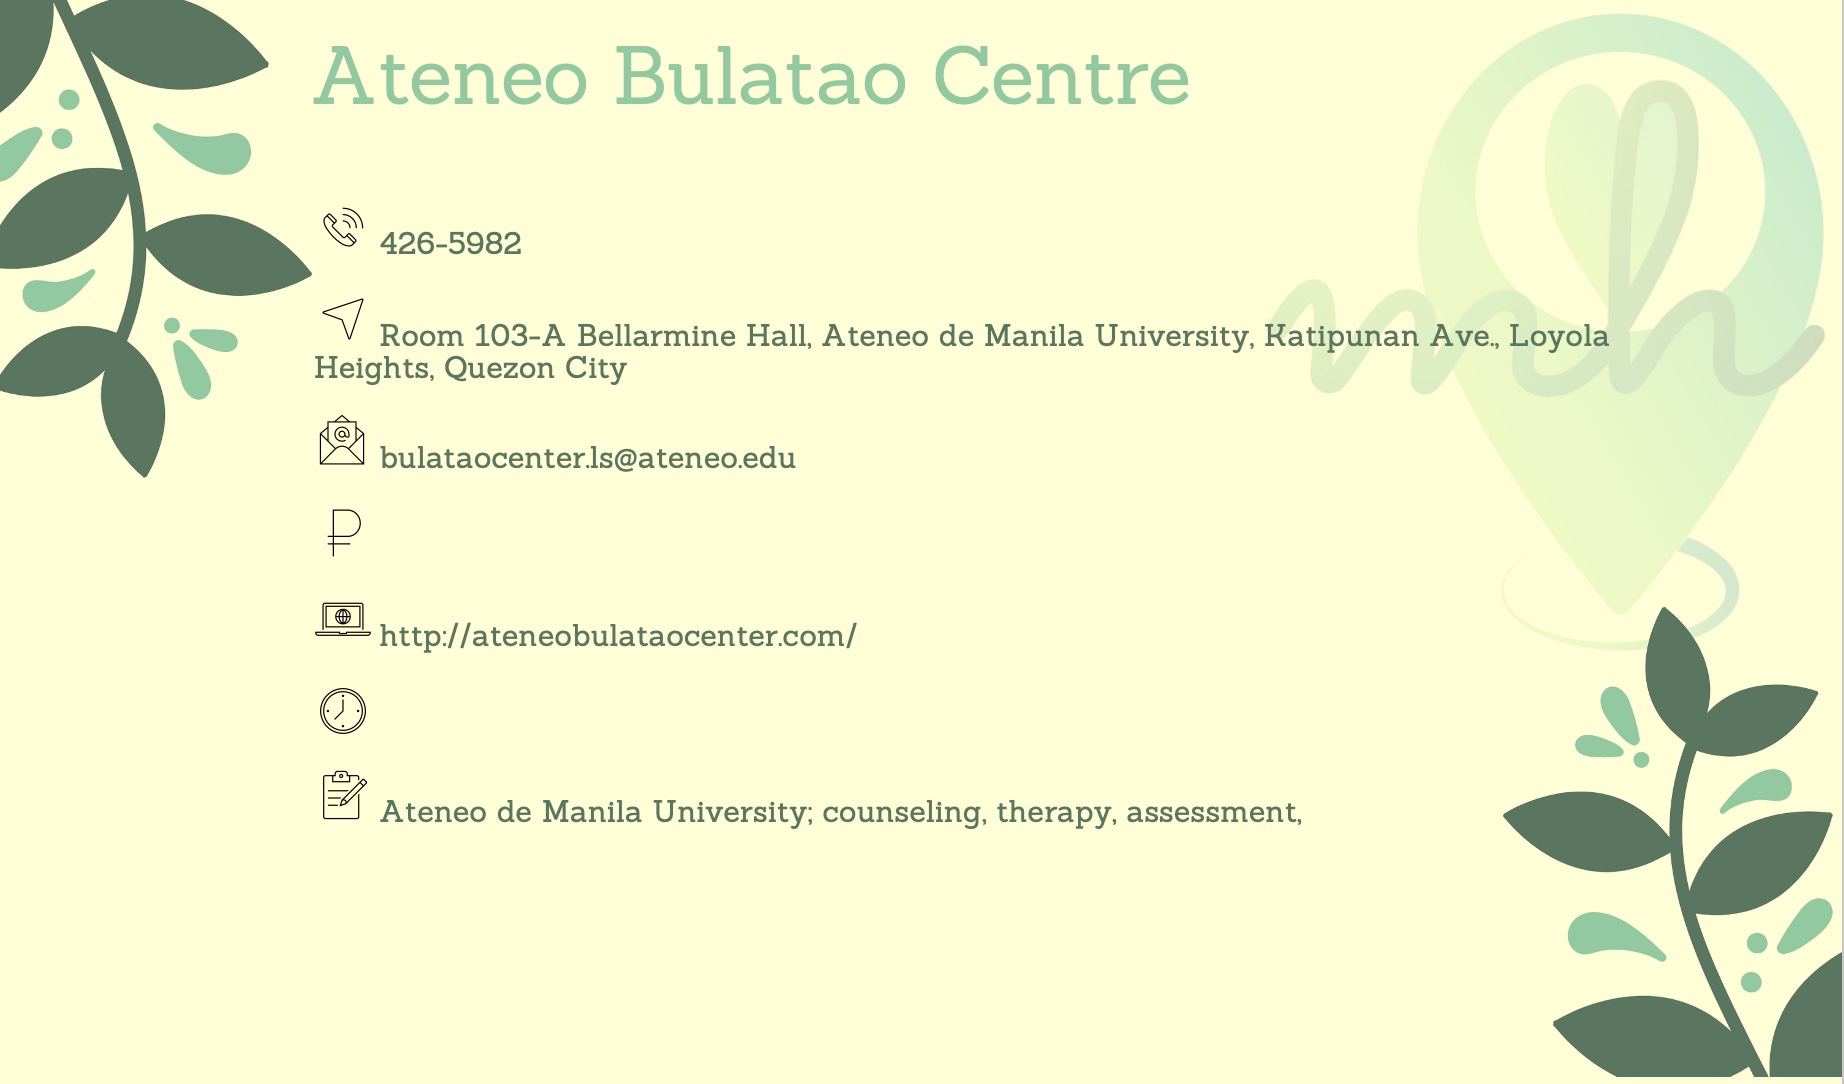 Ateneo Bulatao Centre
426-5982
Room 103-A Bellarmine Hall, Ateneo de Manila University, Katipunan Ave., Loyola
Heights, Quezon City
bulataocenter.ls@ateneo.edu
http://ateneobulataocenter.com/
Ateneo de Manila University; counseling, therapy, assessment,
mh